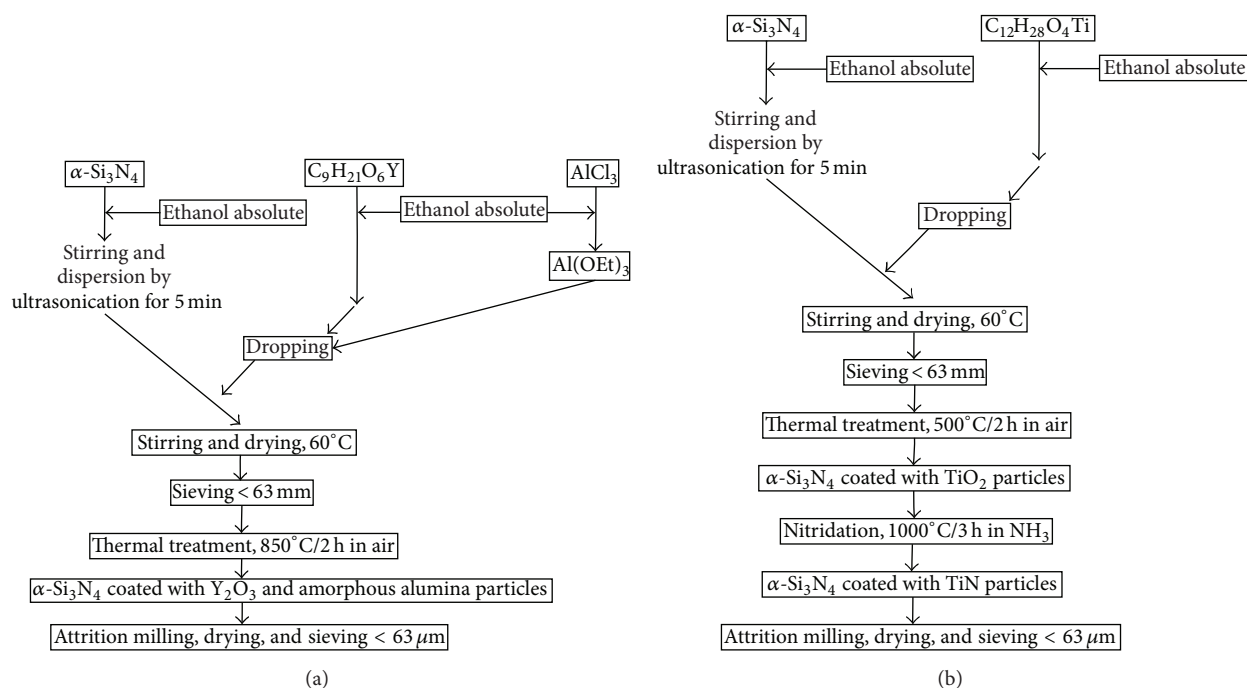 α-Si₃N₄
C₉H₂₁O₆Y
AlCl₃
Ethanol absolute
Ethanol absolute
Stirring and
dispersion by
ultrasonication for 5 min
Al(OEt)₃
Dropping
Stirring and drying, 60°C
Sieving < 63 mm
Thermal treatment, 850°C/2 h in air
α-Si₃N₄ coated with Y₂O₃ and amorphous alumina particles
Attrition milling, drying, and sieving < 63 μm
(a)
α-Si₃N₄
C₁₂H₂₈O₄Ti
Ethanol absolute
Ethanol absolute
Stirring and
dispersion by
ultrasonication for 5 min
Dropping
Stirring and drying, 60°C
Sieving < 63 mm
Thermal treatment, 500°C/2 h in air
α-Si₃N₄ coated with TiO₂ particles
Nitridation, 1000°C/3 h in NH₃
α-Si₃N₄ coated with TiN particles
Attrition milling, drying, and sieving < 63 μm
(b)